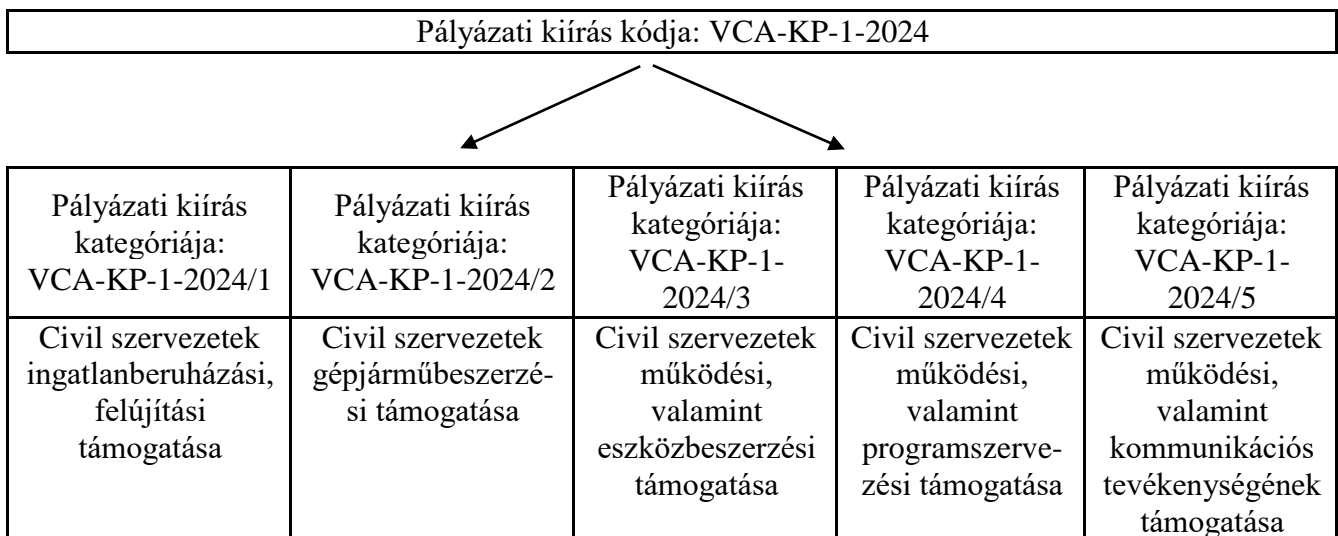 Pályázati kiírás kódja: VCA-KP-1-2024
Pályázati kiírás
kategóriája:
VCA-KP-1-2024/1
Pályázati kiírás
kategóriája:
VCA-KP-1-2024/2
Pályázati kiírás
kategóriája:
VCA-KP-1-
2024/3
Pályázati kiírás
kategóriája:
VCA-KP-1-
2024/4
Pályázati kiírás
kategóriája:
VCA-KP-1-
2024/5
Civil szervezetek
ingatlanberuházási,
felújítási
támogatása
Civil szervezetek
gépjárműbeszerzé-
si támogatása
Civil szervezetek
működési,
valamint
eszközbeszerzési
támogatása
Civil szervezetek
működési,
valamint
programszerve-
zési támogatása
Civil szervezetek
működési,
valamint
kommunikációs
tevékenységének
támogatása